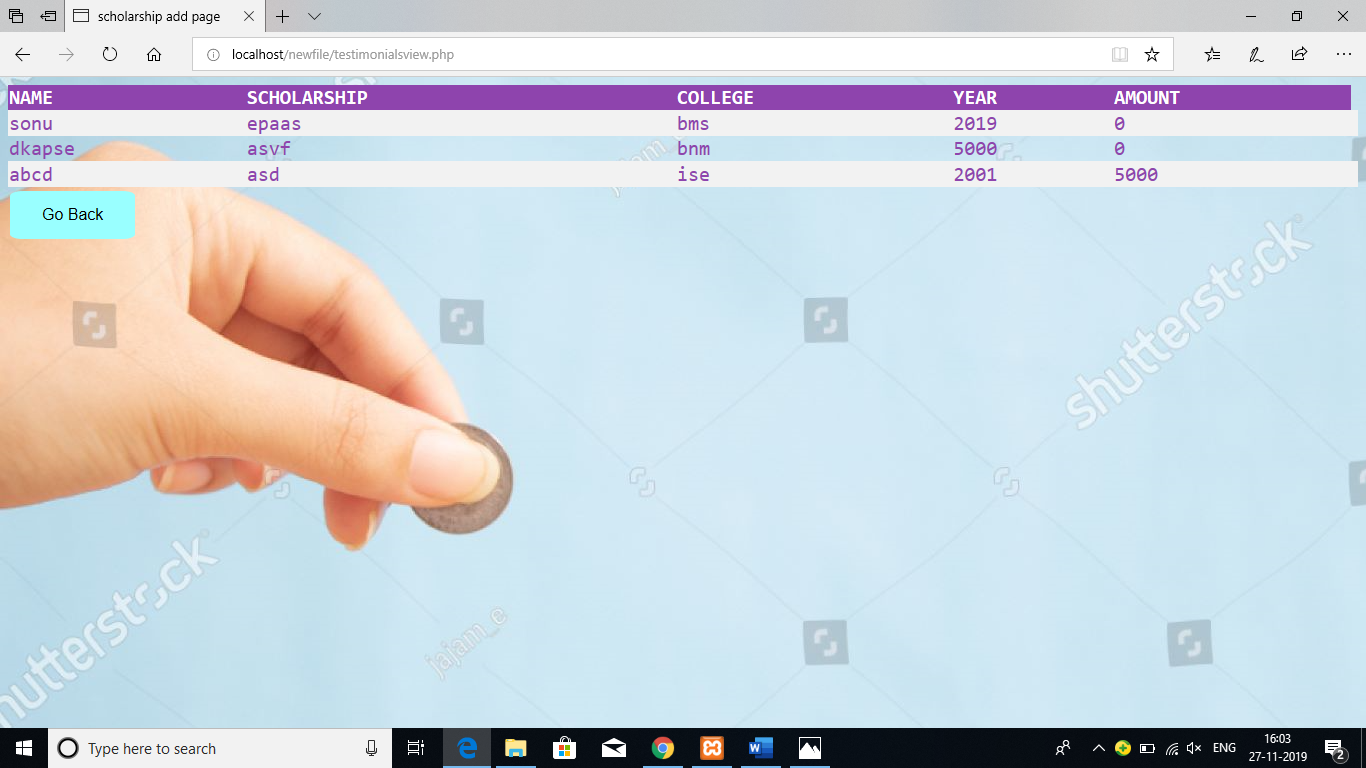 scholarship add page
localhost/newfile/testimonialsview.php
NAME SCHOLARSHIP COLLEGE YEAR AMOUNT
sonu epaas bms 2019 0
dkapse asvf bnm 5000 0
abcd asd ise 2001 5000
Go Back
shutterstock
shutterstock
jajam_e
Type here to search
ENG
16:03
27-11-2019
2